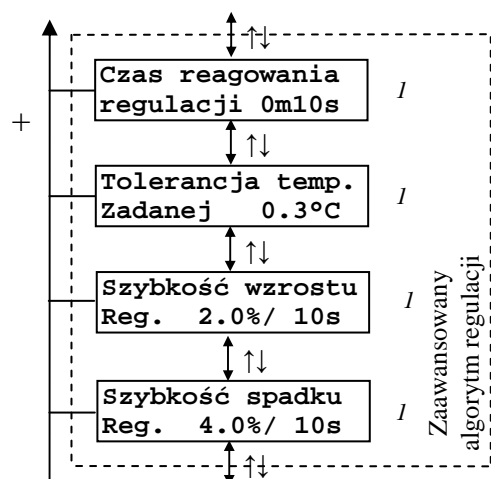 ↑↓
Czas reagowania
regulacji 0m10s
1
+
↑↓
Tolerancja temp.
Zadanej 0.3°C
1
↑↓
Szybkość wzrostu
Reg. 2.0%/ 10s
1
↑↓
Szybkość spadku
Reg. 4.0%/ 10s
1
↑↓
Zaawansowany
algorytm regulacji